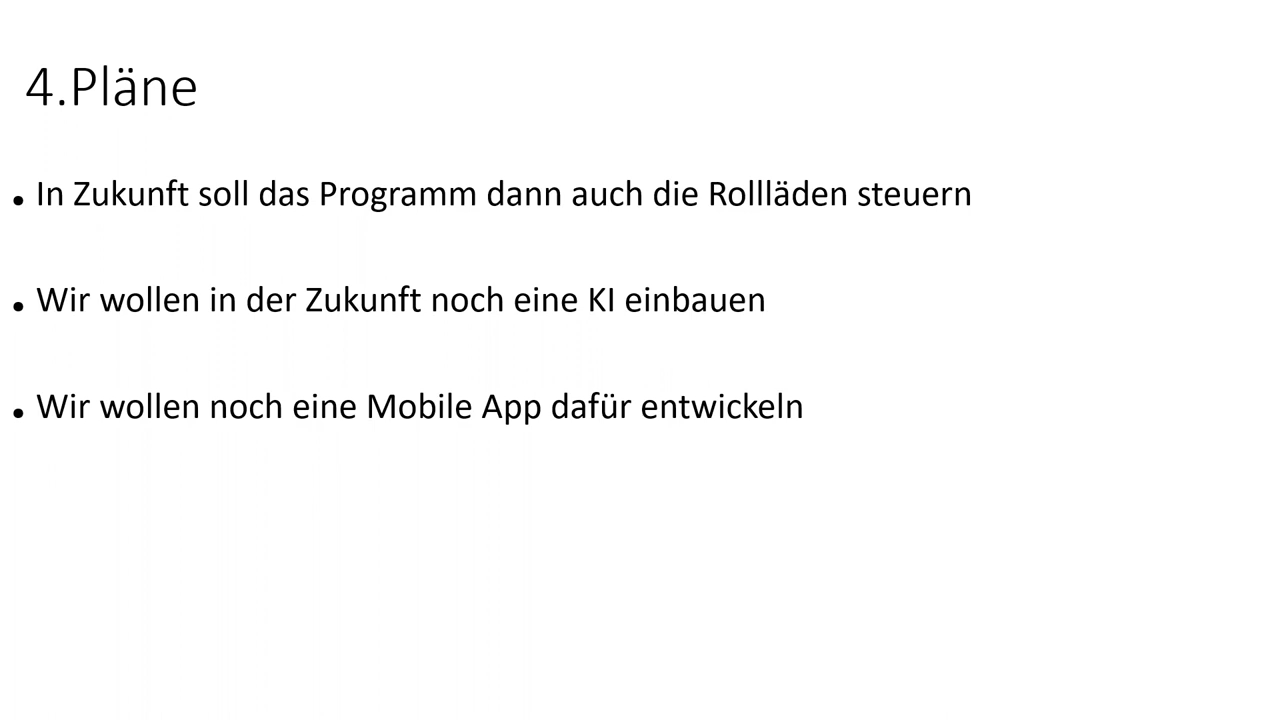 4.Pläne
• In Zukunft soll das Programm dann auch die Rollläden steuern
• Wir wollen in der Zukunft noch eine KI einbauen
• Wir wollen noch eine Mobile App dafür entwickeln